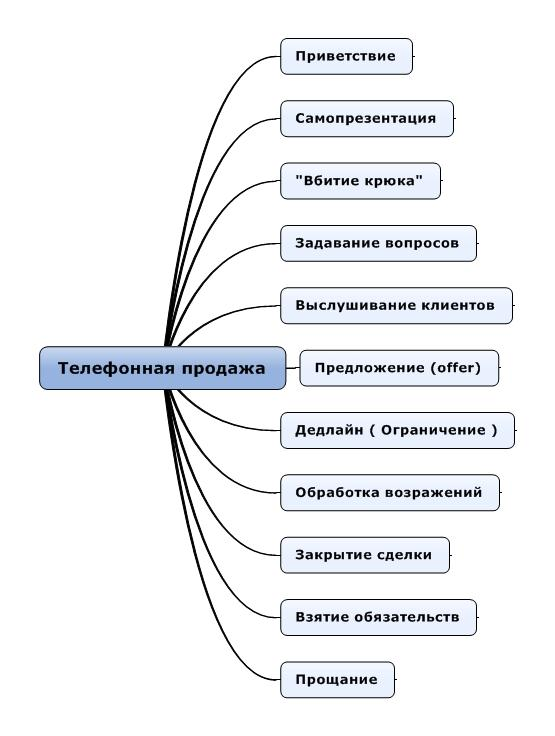 Приветствие
Самопрезентация
"Вбитие крюка"
Задавание вопросов
Выслушивание клиентов
Телефонная продажа
Предложение (offer)
Дедлайн ( Ограничение )
Обработка возражений
Закрытие сделки
Взятие обязательств
Прощание